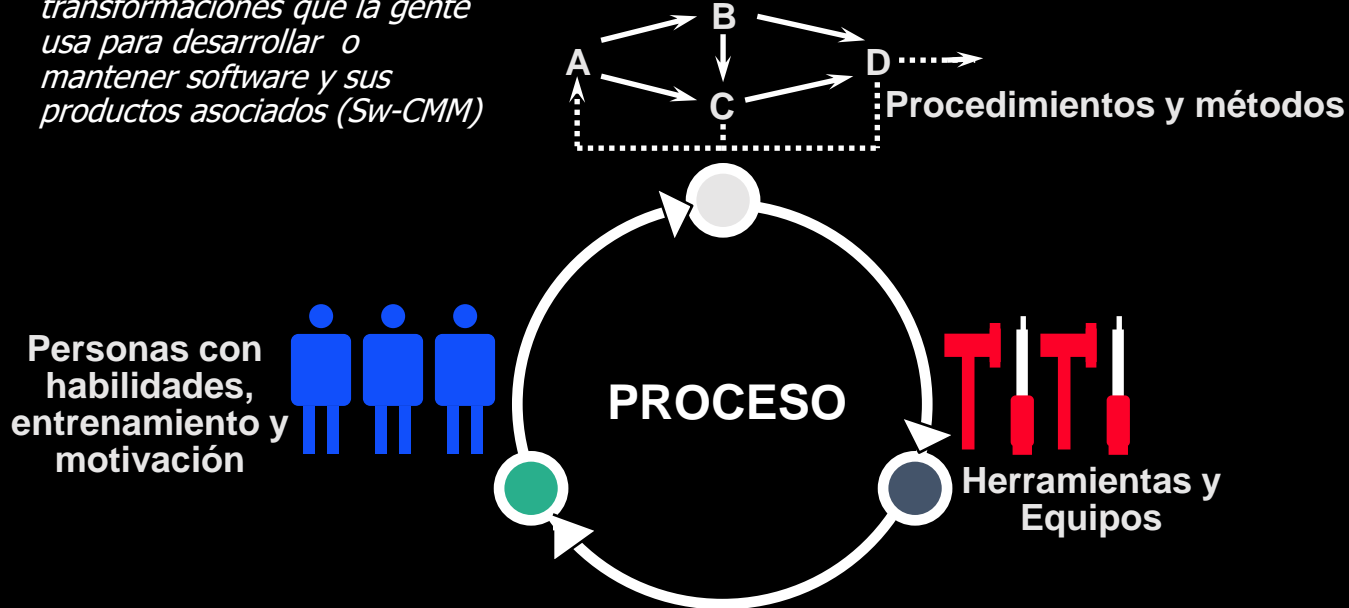 transformaciones que la gente
usa para desarrollar o
mantener software y sus
productos asociados (Sw-CMM)
B
A
D
C
Procedimientos y métodos
Personas con
habilidades,
entrenamiento y
motivación
PROCESO
Herramientas y
Equipos